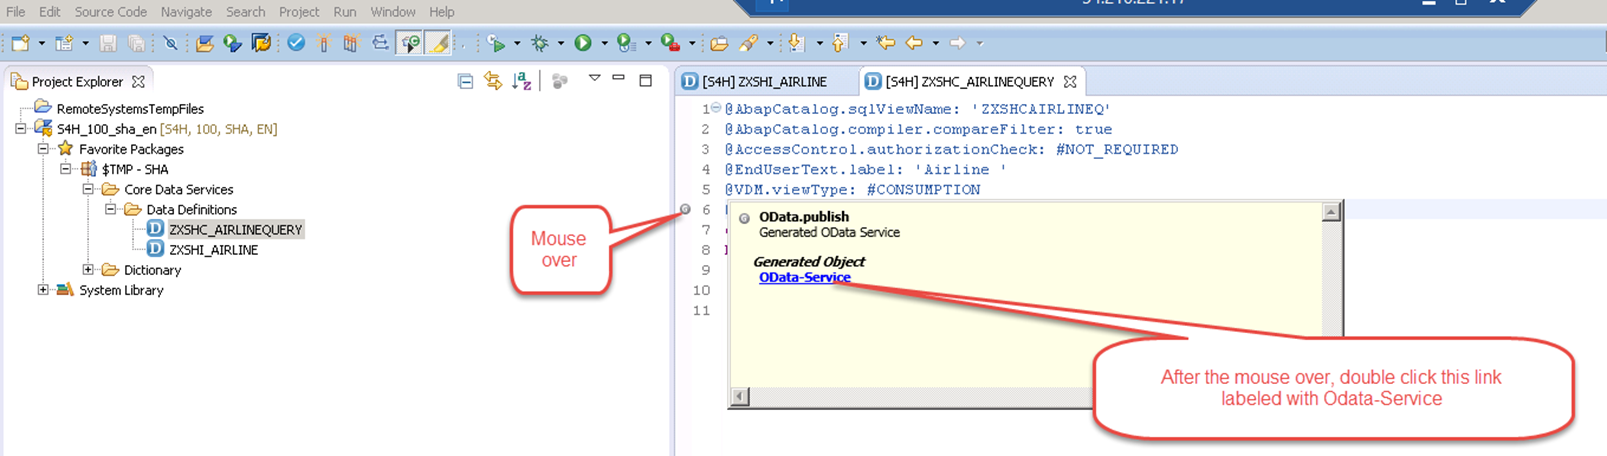 File Edit Source Code Navigate Search Project Run Window Help
Project Explorer
[S4H] ZXSHI_AIRLINE
[S4H] ZXSHC_AIRLINEQUERY
RemoteSystemsTempFiles
S4H_100_sha_en [S4H, 100, SHA, EN]
Favorite Packages
$TMP - SHA
Core Data Services
Data Definitions
ZXSHC_AIRLINEQUERY
ZXSHI_AIRLINE
Dictionary
System Library
Mouse
over
1 @AbapCatalog.sqlViewName: 'ZXSHCAIRLINEQ'
2 @AbapCatalog.compiler.compareFilter: true
3 @AccessControl.authorizationCheck: #NOT_REQUIRED
4 @EndUserText.label: 'Airline '
5 @VDM.viewType: #CONSUMPTION
6
7
8
9
10
11
OData.publish
Generated OData Service
Generated Object
OData-Service
After the mouse over, double click this link
labeled with Odata-Service